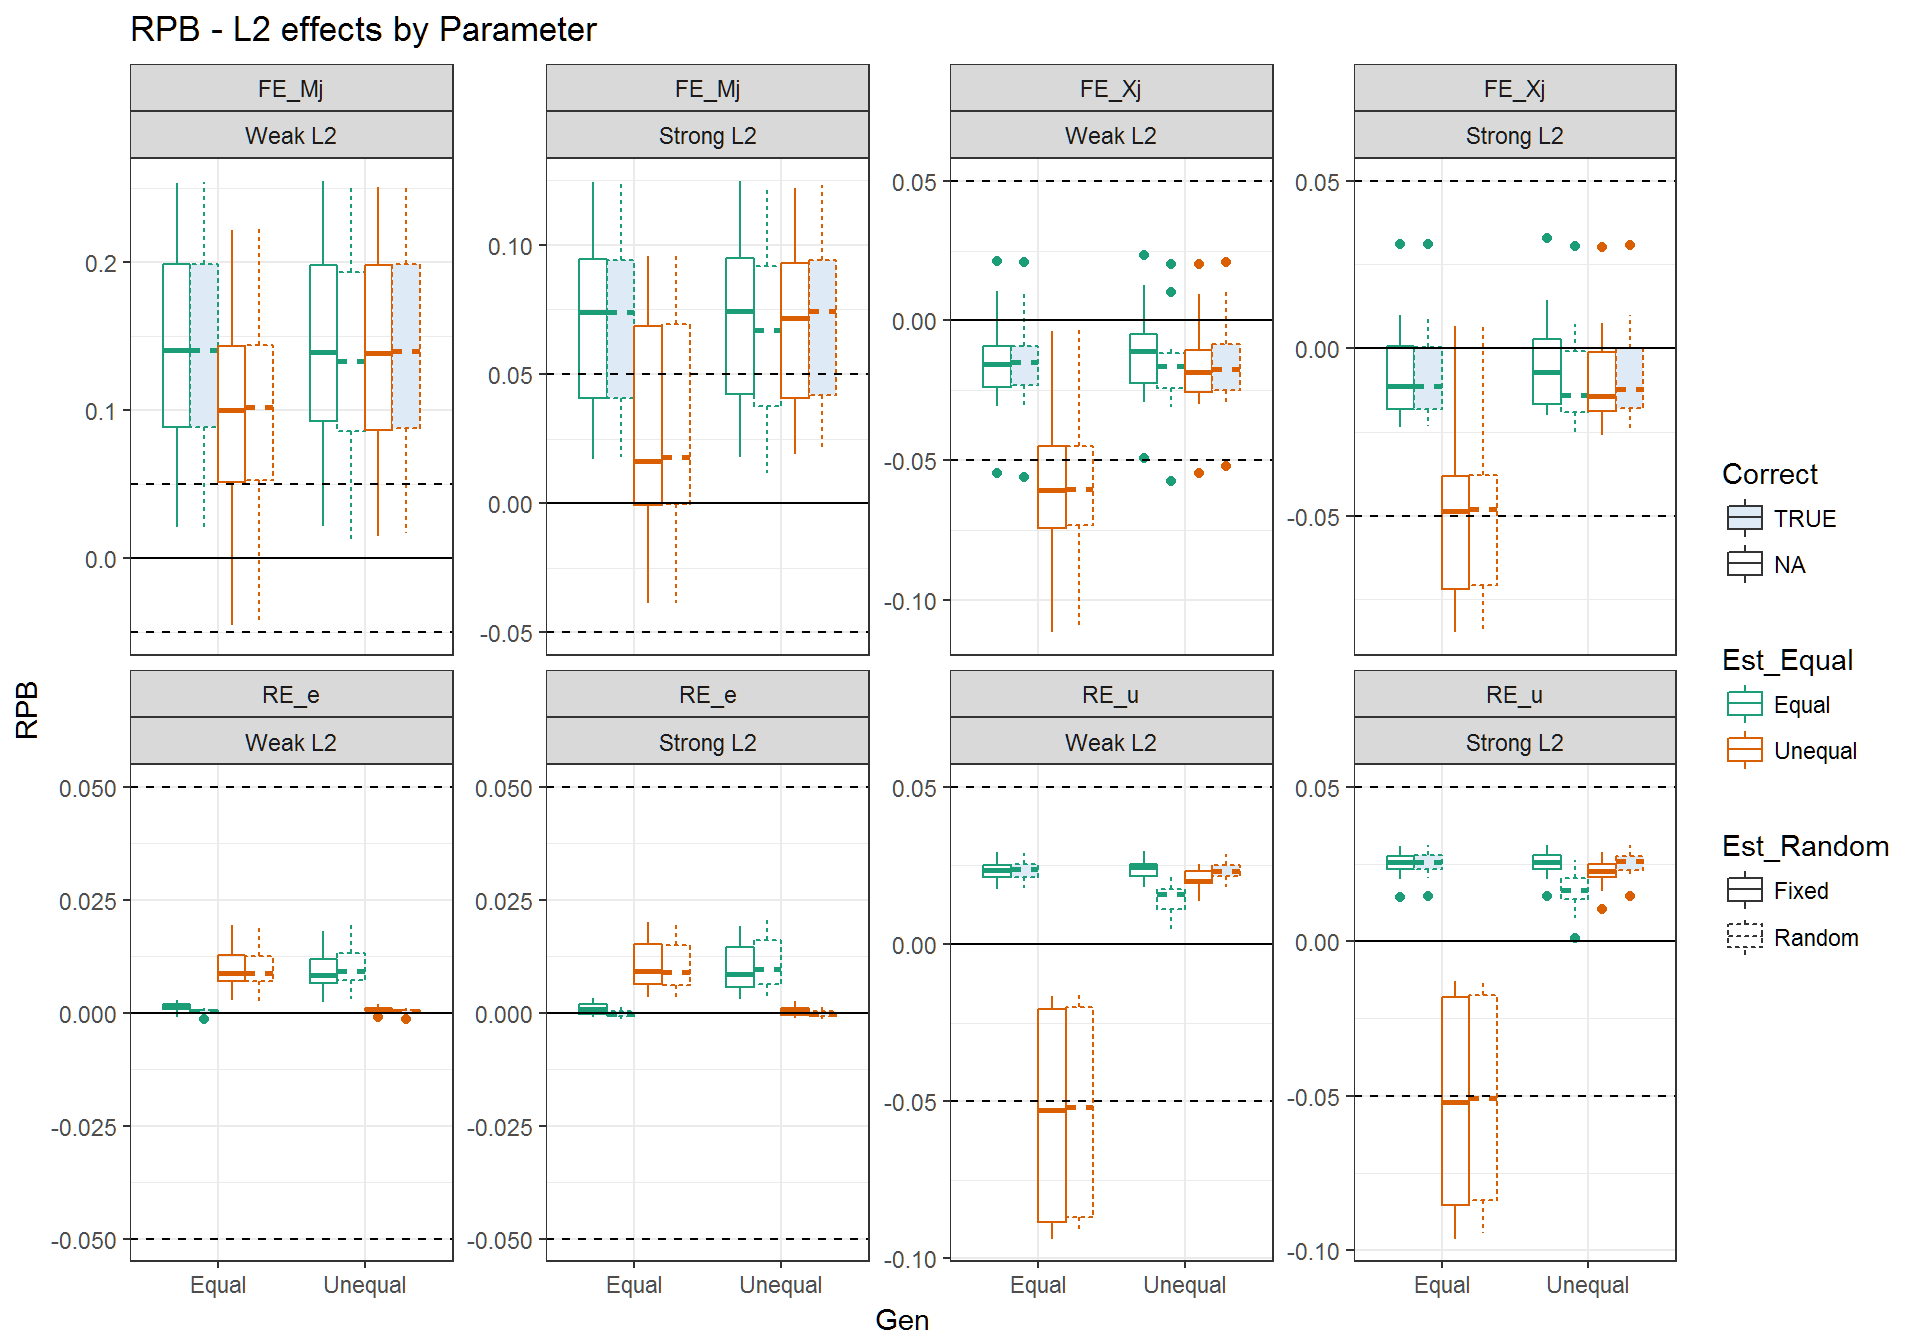 RPB - L2 effects by Parameter
FE_Mj
FE_Mj
FE_Xj
FE_Xj
Weak L2
Strong L2
Weak L2
Strong L2
0.2
0.1
0.0
0.10
0.05
0.00
-0.05
0.05
0.00
-0.05
-0.10
0.05
0.00
-0.05
RPB
RE_e
RE_e
RE_u
RE_u
Weak L2
Strong L2
Weak L2
Strong L2
0.050
0.025
0.000
-0.025
-0.050
0.050
0.025
0.000
-0.025
-0.050
0.05
0.00
-0.05
-0.10
0.05
0.00
-0.05
-0.10
Equal Unequal
Equal Unequal
Equal Unequal
Equal Unequal
Gen
Correct
TRUE
NA
Est_Equal
Equal
Unequal
Est_Random
Fixed
Random